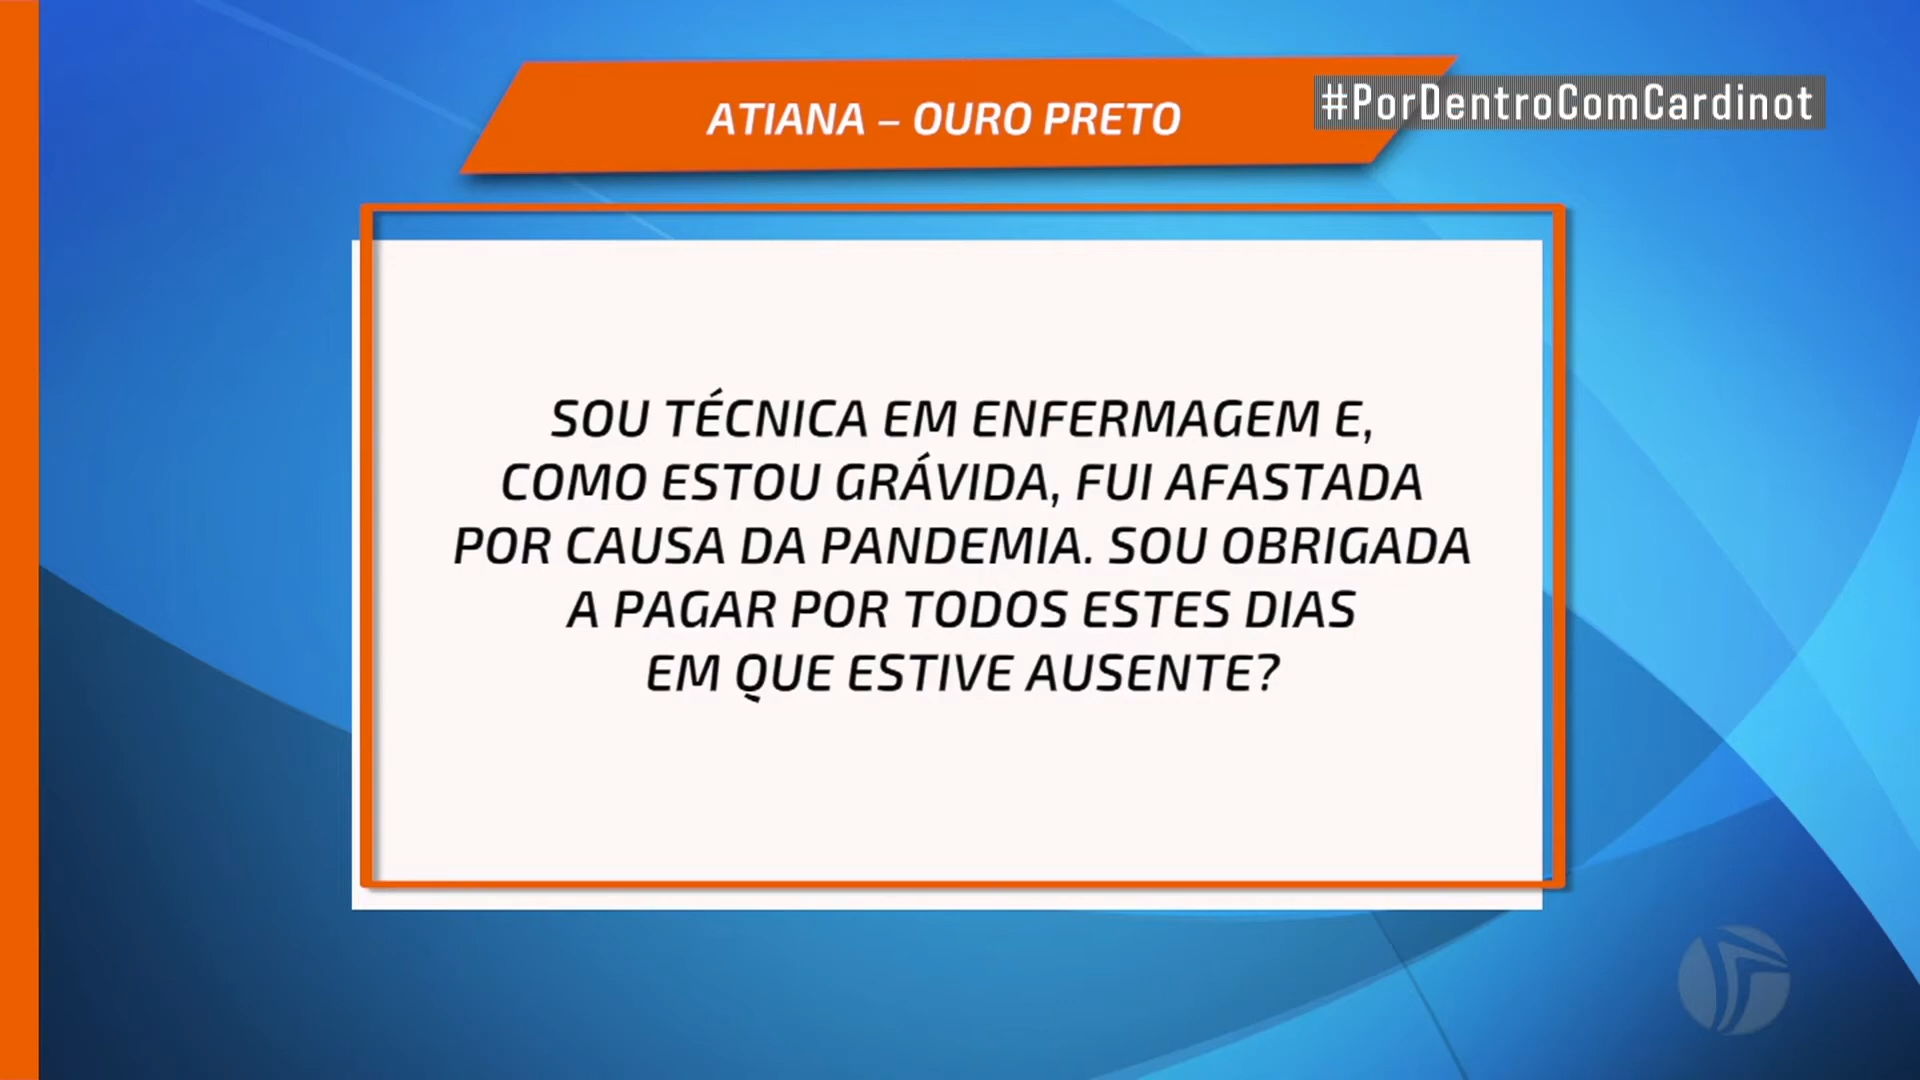 ATIANA – OURO PRETO
#PorDentroComCardinot
SOU TÉCNICA EM ENFERMAGEM E,
COMO ESTOU GRÁVIDA, FUI AFASTADA
POR CAUSA DA PANDEMIA. SOU OBRIGADA
A PAGAR POR TODOS ESTES DIAS
EM QUE ESTIVE AUSENTE?